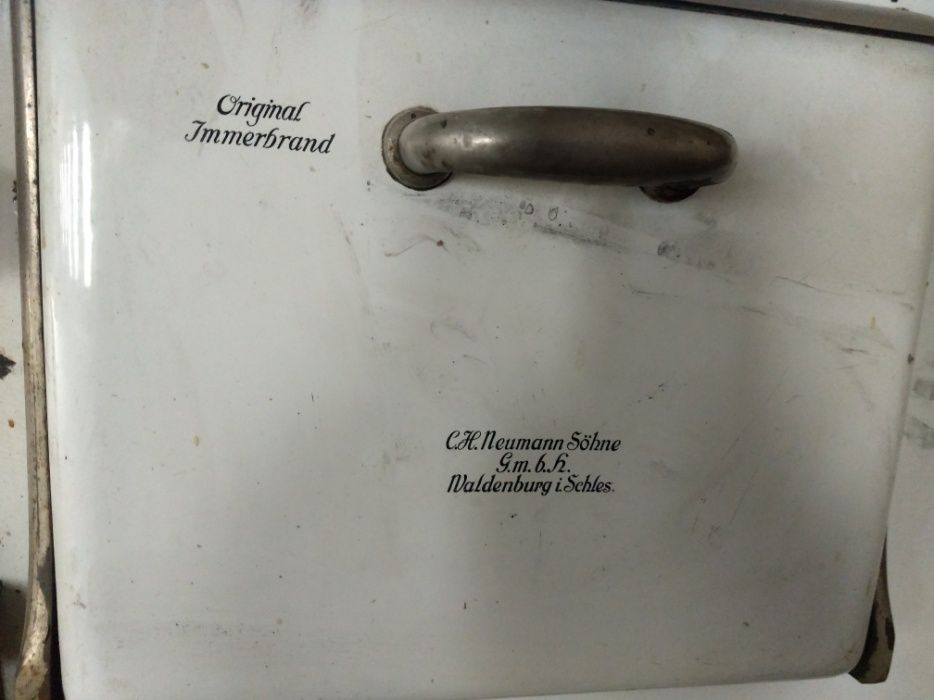 Original
Immerbrand
C.H. Neumann Söhne
G.m.b.H.
Waldenburg i. Schles.